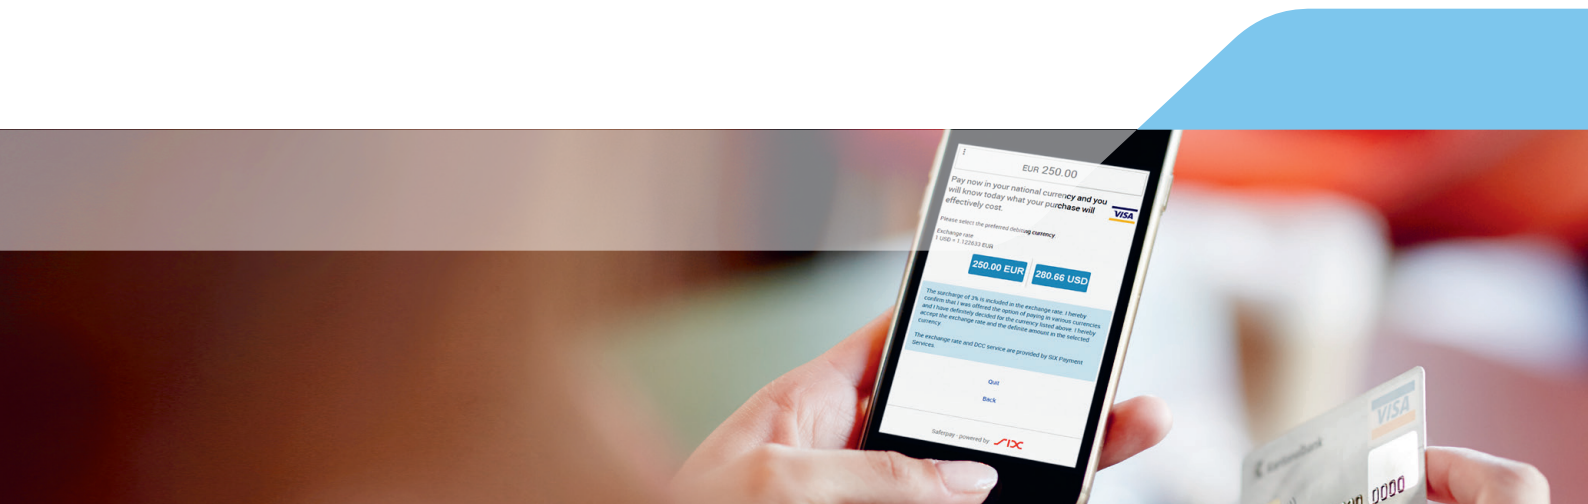 EUR 250.00
Pay now in your national currency and you
will know today what your purchase will
effectively cost.
VISA
Please select the preferred debiting currency
Exchange rate
1 USD = 1.122633 EUR
250.00 EUR
280.66 USD
The surcharge of 3% is included in the exchange rate. I hereby
confirm that I was offered the option of paying in various currencies
and I have definitely decided for the currency listed above. I hereby
accept the exchange rate and the definite amount in the selected
currency.
The exchange rate and DCC service are provided by SIX Payment
Services.
Quit
Back
Saferpay - powered by SIX
VISA
Kantonalbank
0000